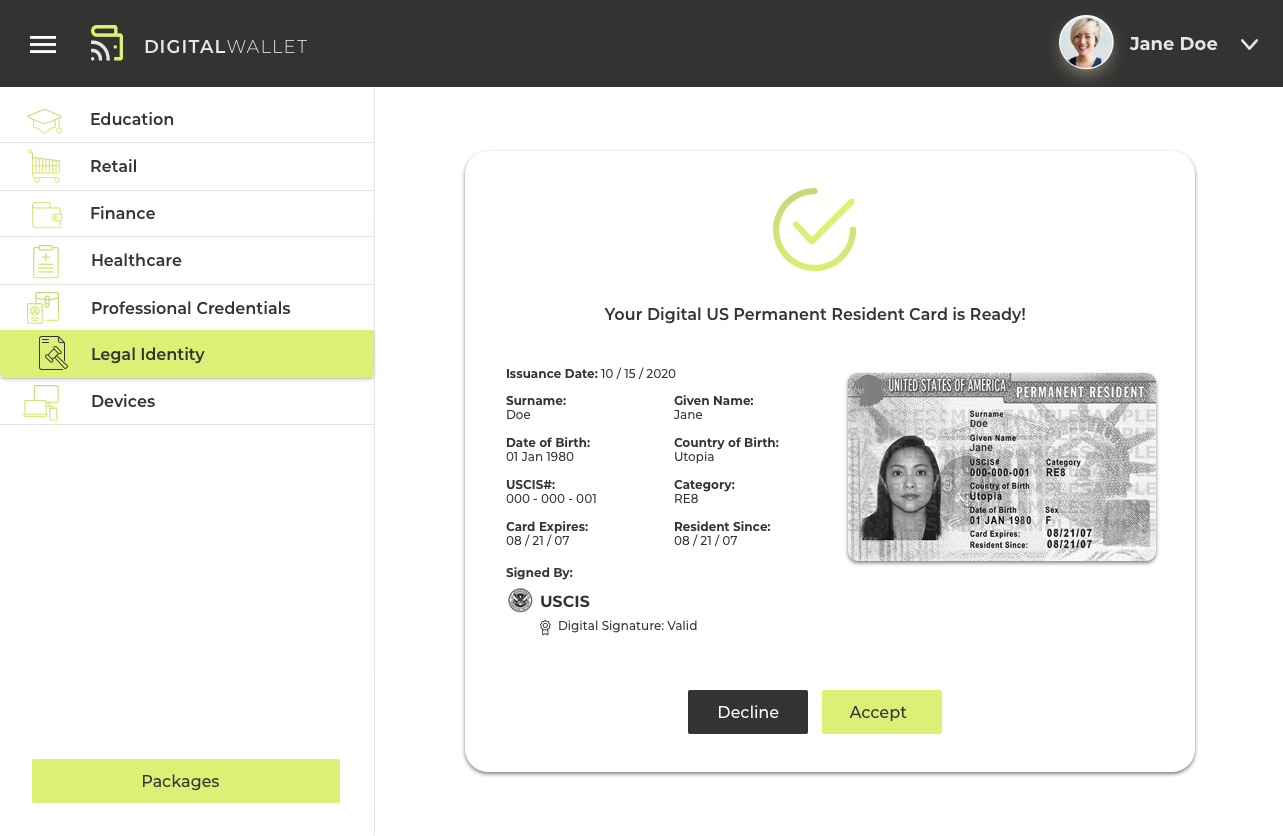 DIGITALWALLET
Jane Doe
Education
Retail
Finance
Healthcare
Professional Credentials
Legal Identity
Devices
Packages
Your Digital US Permanent Resident Card is Ready!
Issuance Date: 10 / 15 / 2020
Surname: Given Name:
Doe Jane
Date of Birth: Country of Birth:
01 Jan 1980 Utopia
USCIS#: Category:
000 - 000 - 001 RE8
Card Expires: Resident Since:
08 / 21 / 07 08 / 21 / 07
Signed By:
USCIS
Digital Signature: Valid
UNITED STATES OF AMERICA
PERMANENT RESIDENT
Surname
Doe
Given Name
Jane
USCIS# Category
000-000-001 RE8
Country of Birth
Utopia
Date of Birth Sex
01 JAN 1980 F
Card Expires: 08/21/07
Resident Since: 08/21/07
Decline Accept